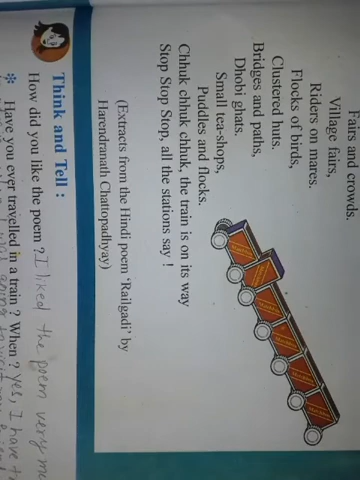 Fairs and crowds.
Village fairs,
Riders on mares.
Flocks of birds,
Clustered huts.
Bridges and paths,
Dhobi ghats.
Small tea-shops,
Puddles and flocks.
Chhuk chhuk chhuk, the train is on its way
Stop Stop Stop, all the stations say !
(Extracts from the Hindi poem 'Railgadi' by
Harendranath Chattopadhyay)
Think and Tell :
How did you like the poem ? I liked the poem very
* Have you ever travelled in a train ? When ? Yes, I have